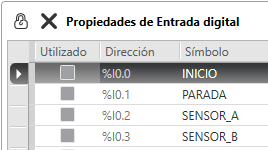 Propiedades de Entrada digital
Utilizado Dirección Símbolo
%I0.0 INICIO
%I0.1 PARADA
%I0.2 SENSOR_A
%I0.3 SENSOR_B